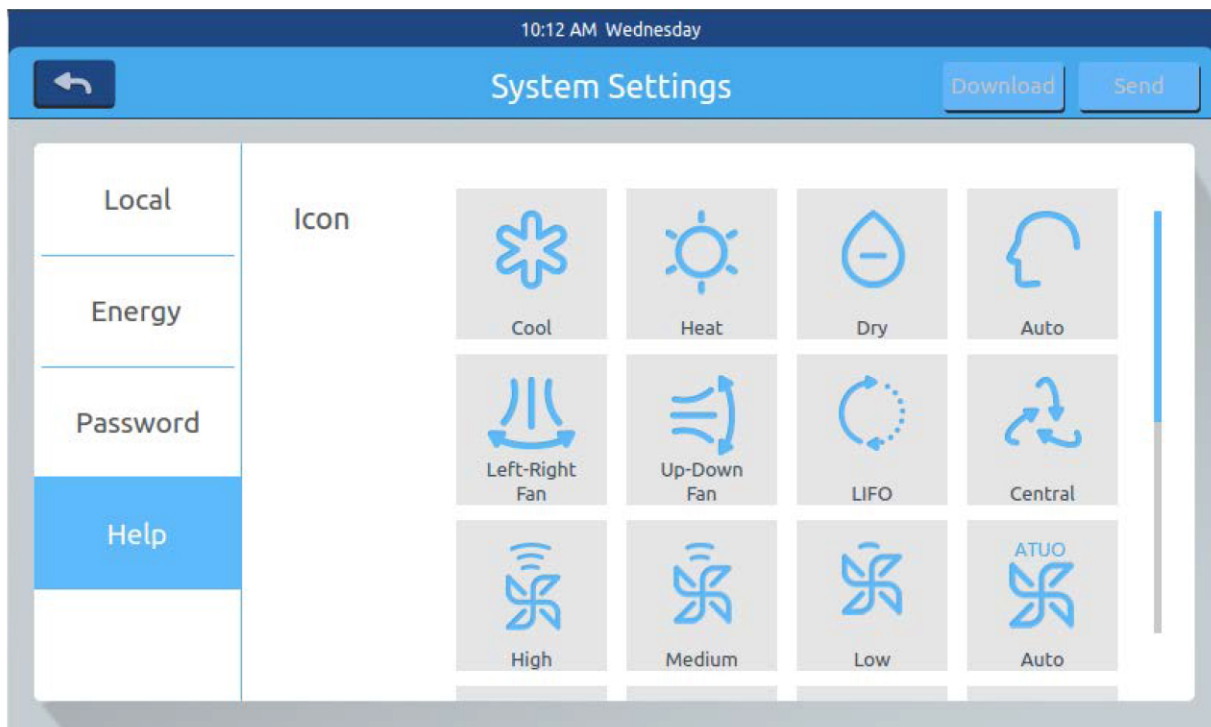 10:12 AM Wednesday
System Settings
Download
Send
Local
Energy
Password
Help
Icon
Cool
Heat
Dry
Auto
Left-Right
Fan
Up-Down
Fan
LIFO
Central
High
Medium
Low
ATUO
Auto